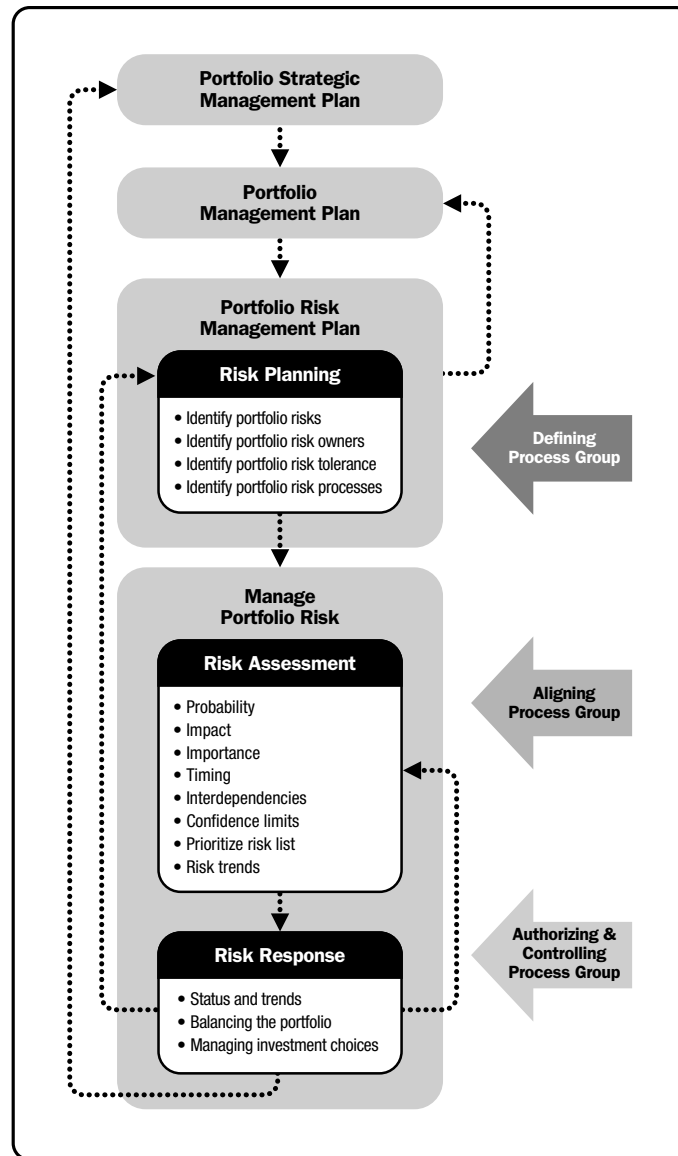 Portfolio Strategic
Management Plan
Portfolio
Management Plan
Portfolio Risk
Management Plan
Risk Planning
• Identify portfolio risks
• Identify portfolio risk owners
• Identify portfolio risk tolerance
• Identify portfolio risk processes
Defining
Process Group
Manage
Portfolio Risk
Risk Assessment
• Probability
• Impact
• Importance
• Timing
• Interdependencies
• Confidence limits
• Prioritize risk list
• Risk trends
Aligning
Process Group
Risk Response
• Status and trends
• Balancing the portfolio
• Managing investment choices
Authorizing &
Controlling
Process Group